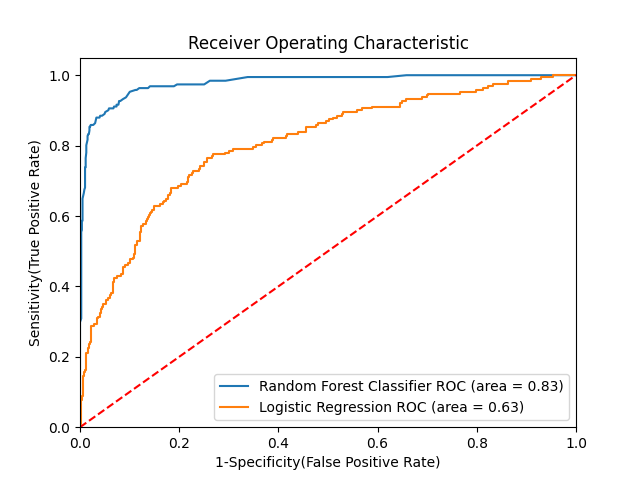 Receiver Operating Characteristic
1.0
0.8
0.6
0.4
0.2
0.0
Sensitivity(True Positive Rate)
Random Forest Classifier ROC (area = 0.83)
Logistic Regression ROC (area = 0.63)
0.0 0.2 0.4 0.6 0.8 1.0
1-Specificity(False Positive Rate)